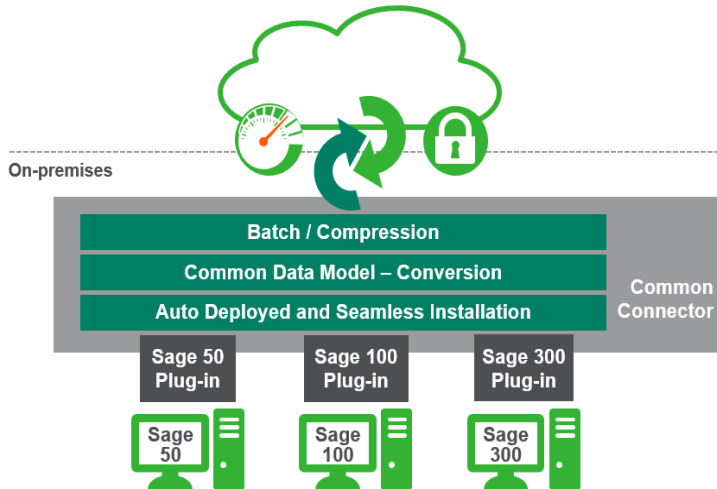 On-premises
Batch / Compression
Common Data Model – Conversion
Auto Deployed and Seamless Installation
Common
Connector
Sage 50
Plug-in
Sage 100
Plug-in
Sage 300
Plug-in
Sage
50
Sage
100
Sage
300